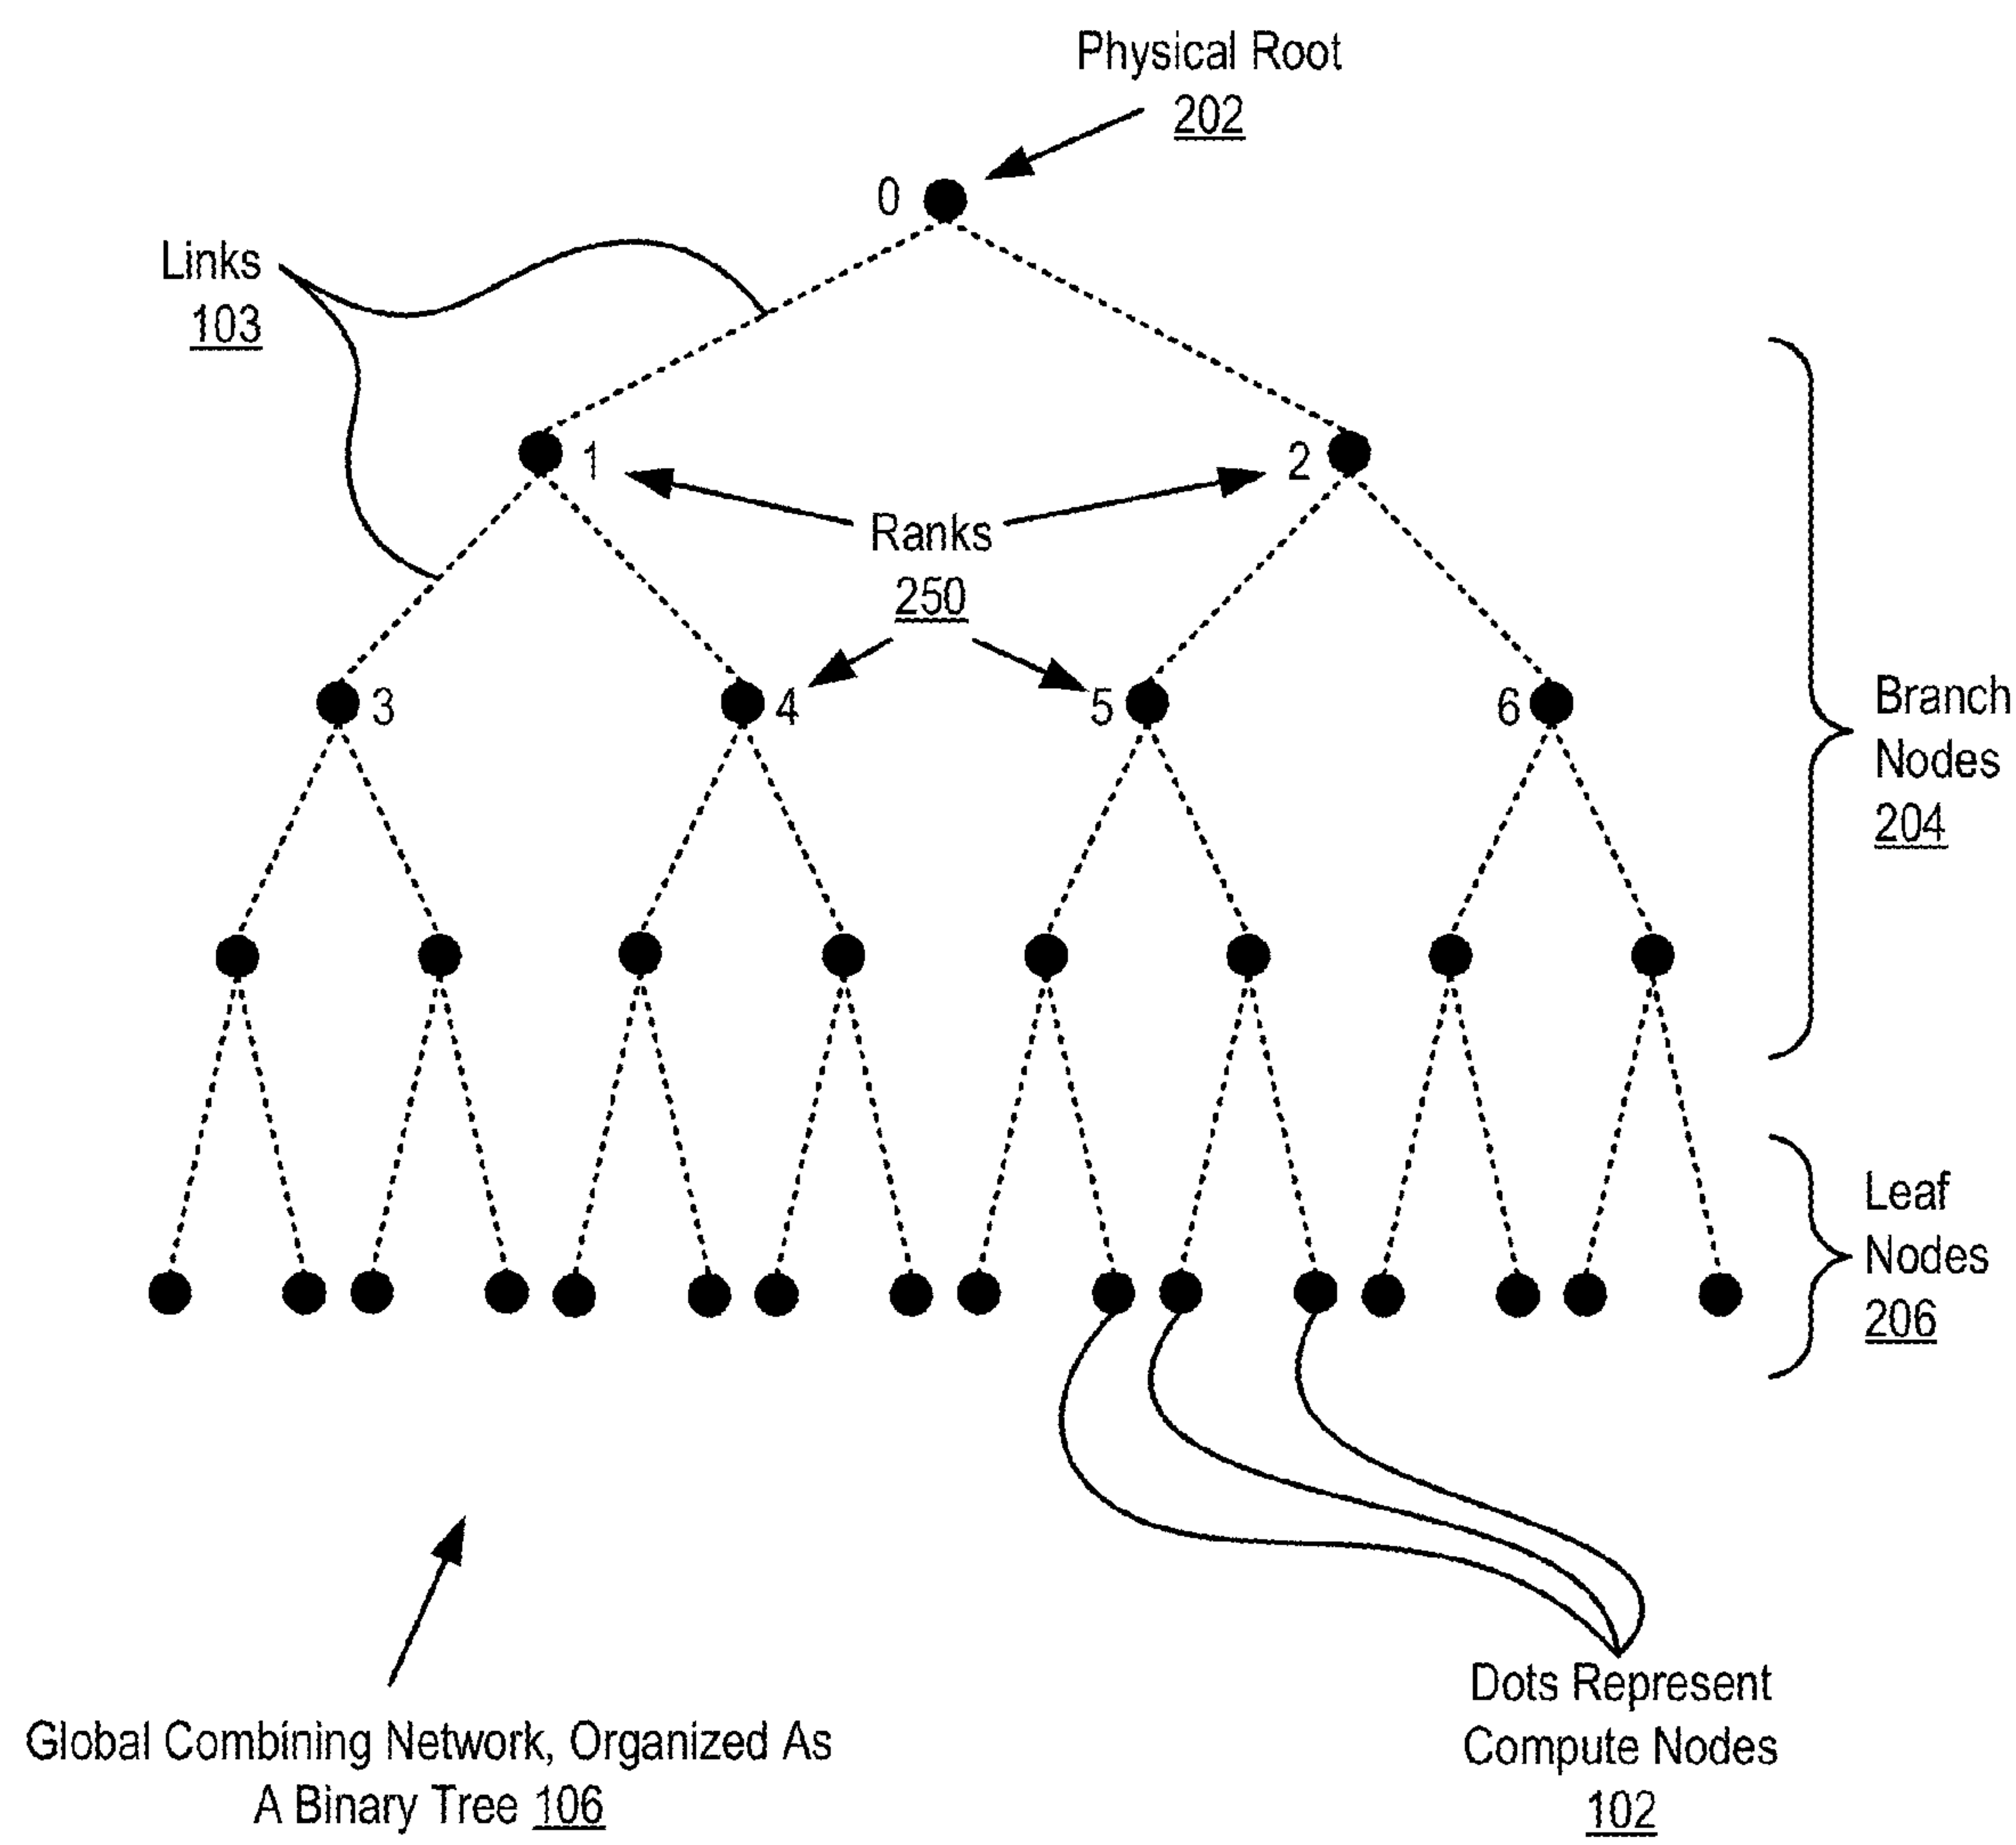 Physical Root
202
0
Links
103
1
2
Ranks
250
3
4
5
6
Branch
Nodes
204
Leaf
Nodes
206
Global Combining Network, Organized As
A Binary Tree 106
Dots Represent
Compute Nodes
102